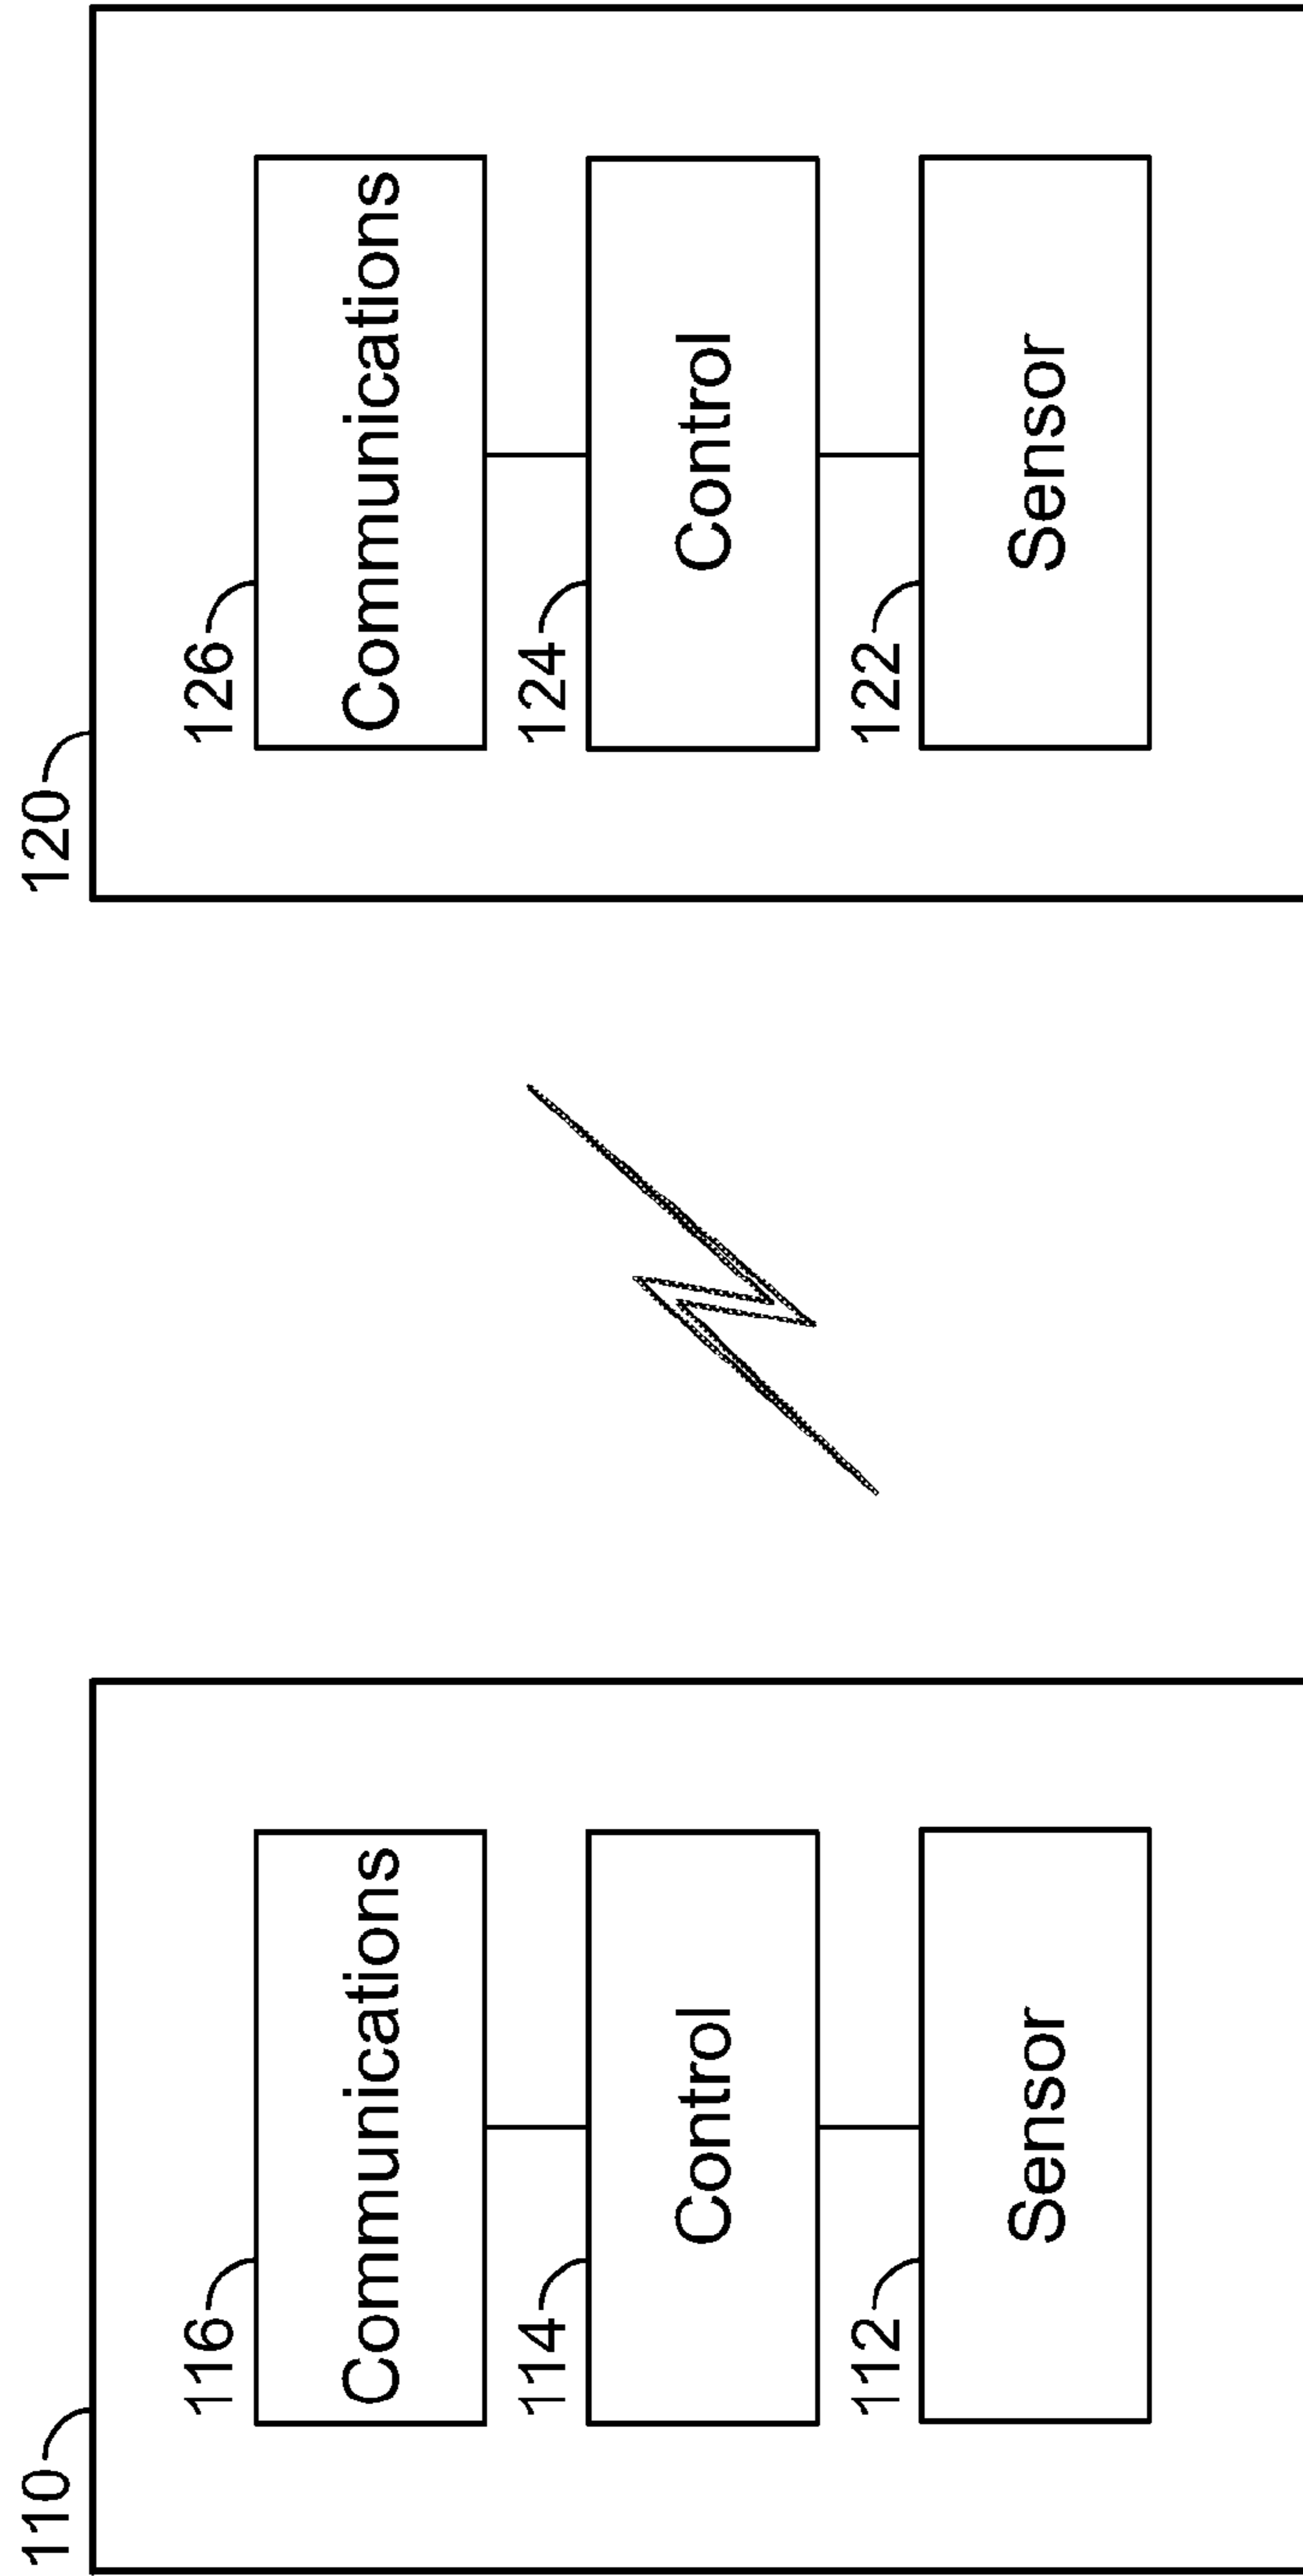 110
116
Communications
114
Control
112
Sensor
120
126
Communications
124
Control
122
Sensor